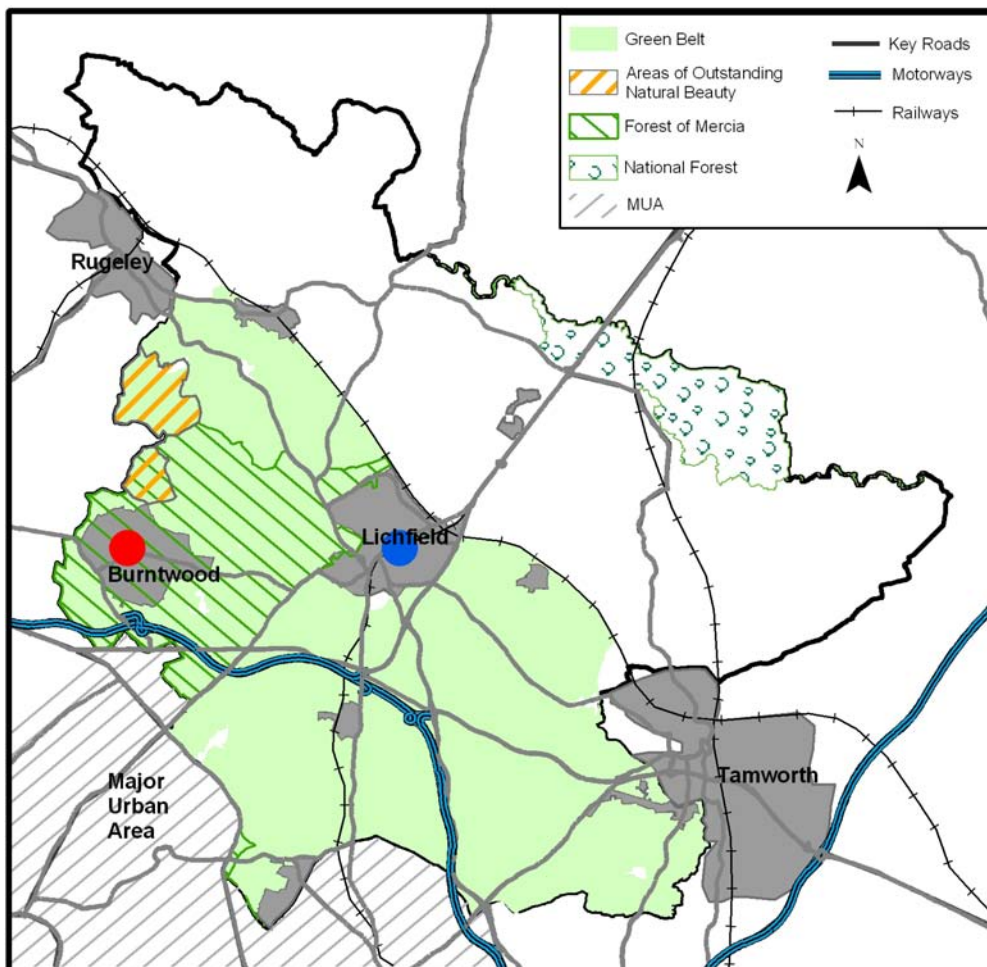 Green Belt
Areas of Outstanding
Natural Beauty
Forest of Mercia
National Forest
MUA
Key Roads
Motorways
Railways
N
Rugeley
Lichfield
Burntwood
Tamworth
Major
Urban
Area